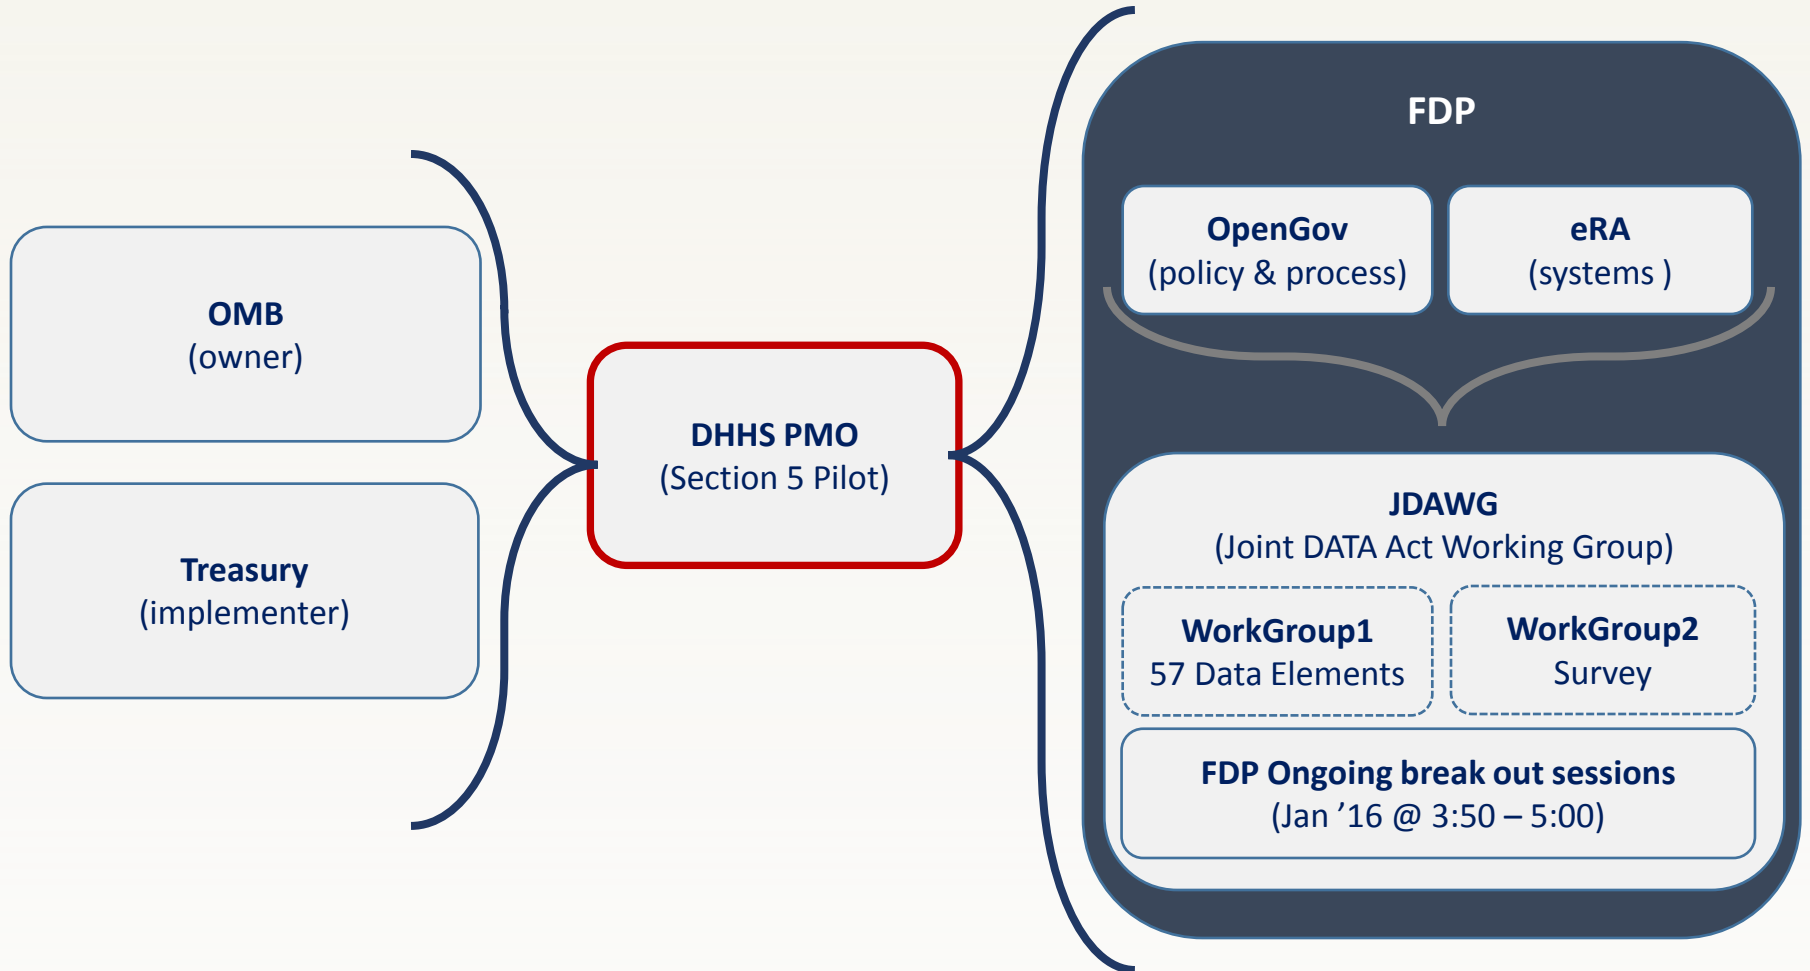 OMB
(owner)
Treasury
(implementer)
DHHS PMO
(Section 5 Pilot)
FDP
OpenGov
(policy & process)
eRA
(systems )
JDAWG
(Joint DATA Act Working Group)
WorkGroup1
57 Data Elements
WorkGroup2
Survey
FDP Ongoing break out sessions
(Jan ’16 @ 3:50 – 5:00)